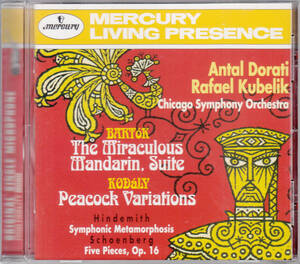 mercury
MERCURY
LIVING PRESENCE
Antal Dorati
Rafael Kubelik
Chicago Symphony Orchestra
BARTÓK
The Miraculous
Mandarin, Suite
KODÁLY
Peacock Variations
Hindemith
Symphonic Metamorphosis
Schoenberg
Five Pieces, Op. 16